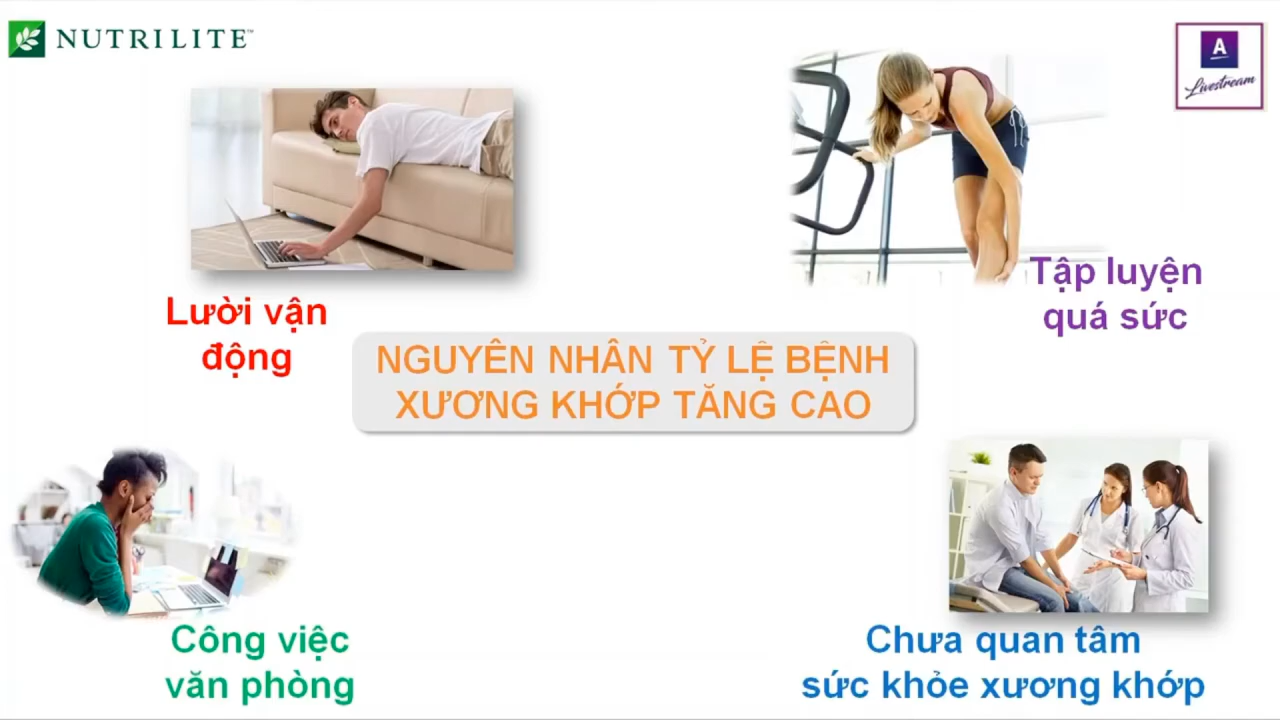 NUTRILITE™
A
Livestream
Lười vận
động
Tập luyện
quá sức
NGUYÊN NHÂN TỶ LỆ BỆNH
XƯƠNG KHỚP TĂNG CAO
Công việc
văn phòng
Chưa quan tâm
sức khỏe xương khớp